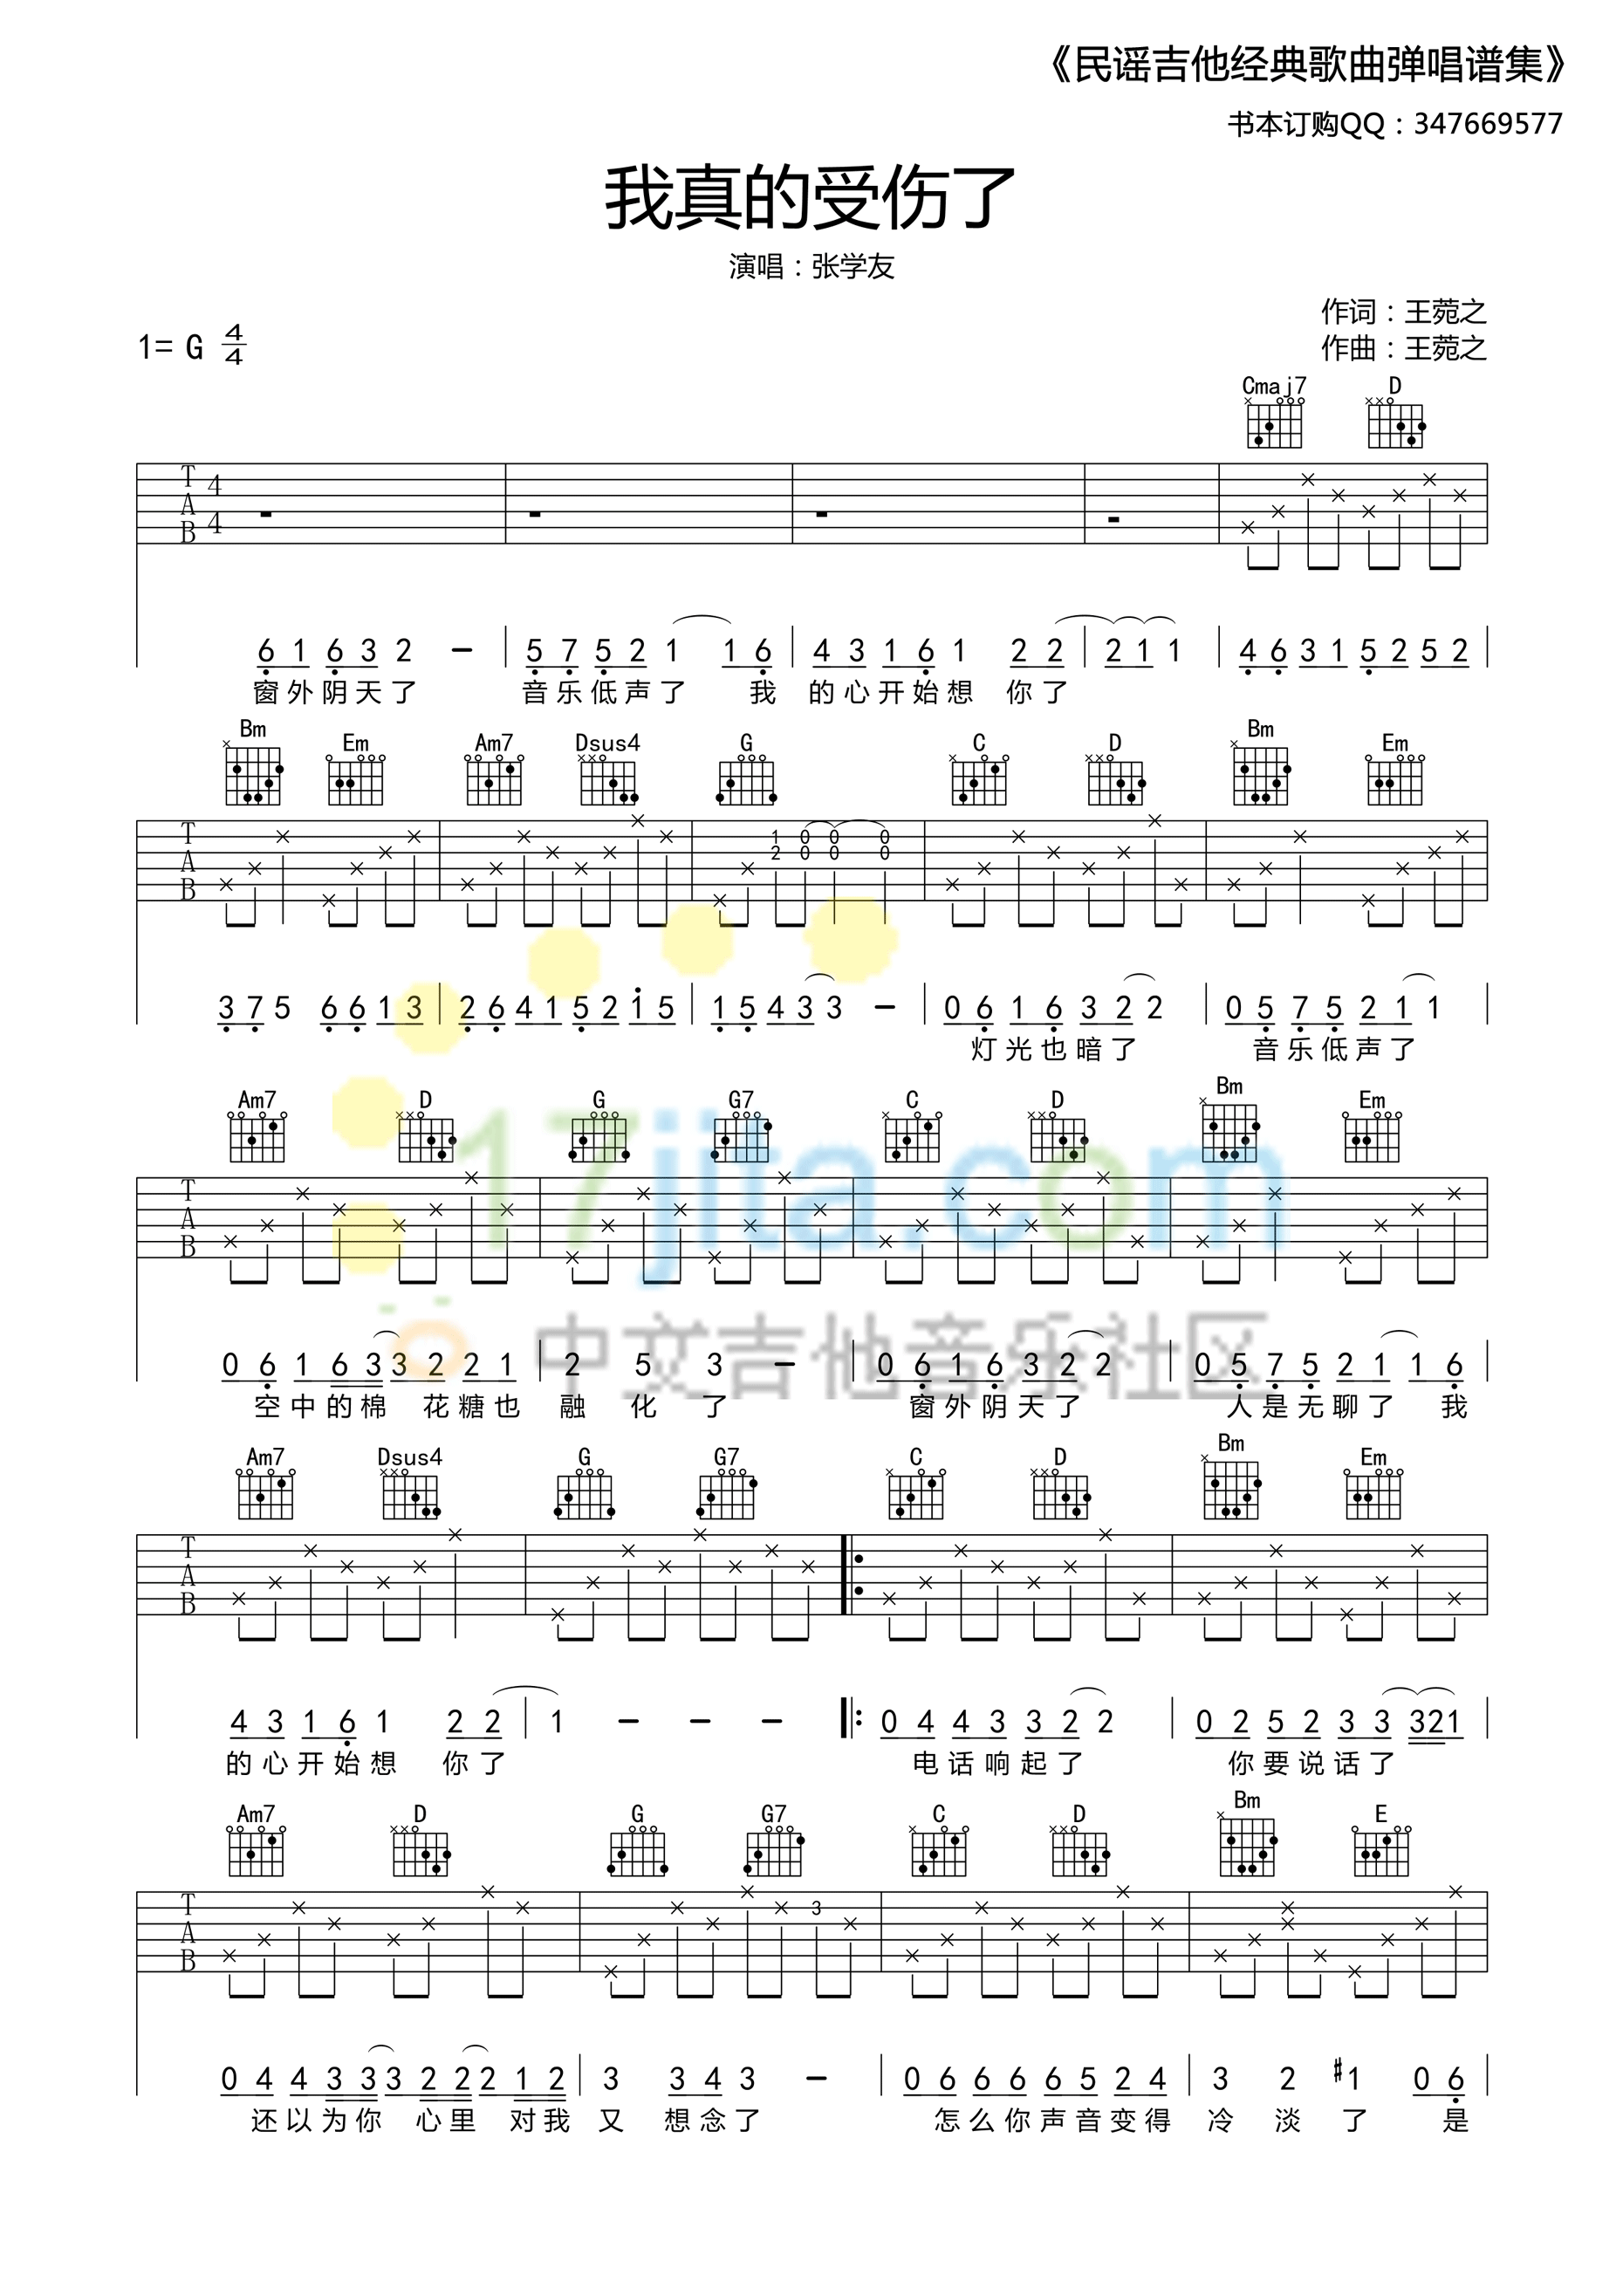 《民谣吉他经典歌曲弹唱谱集》
书本订购QQ：347669577
我真的受伤了
演唱：张学友
作词：王菀之
1= G 4/4
作曲：王菀之
Cmaj7 D
T A B 4 4
6 1 6 3 2 - 5 7 5 2 1 1 6 4 3 1 6 1 2 2 2 1 1 4 6 3 1 5 2 5 2
窗外阴天了 音乐低声了 我 的心开始想 你了
Bm Em Am7 Dsus4 G C D Bm Em
T A B 1 2 0 0 0 0 0 0
3 7 5 6 6 1 3 2 6 4 1 5 2 1 5 1 5 4 3 3 - 0 6 1 6 3 2 2 0 5 7 5 2 1 1
灯光也暗了 音乐低声了
Am7 D G G7 C D Bm Em
T A B
17jita.com
中文吉他音乐社区
0 6 1 6 3 3 2 2 1 2 5 3 - 0 6 1 6 3 2 2 0 5 7 5 2 1 1 6
空中的棉 花糖也 融 化 了 窗外阴天了 人是无聊了 我
Am7 Dsus4 G G7 C D Bm Em
T A B
4 3 1 6 1 2 2 1 - - - 0 4 4 3 3 2 2 0 2 5 2 3 3 3 2 1
的心开始想 你了 电话响起了 你要说话了
Am7 D G G7 C D Bm E
T A B 3
0 4 4 3 3 3 2 2 2 1 2 3 3 4 3 - 0 6 6 6 6 5 2 4 3 2 #1 0 6
还以为你 心里 对我 又 想念了 怎么你声音变得 冷 淡 了 是